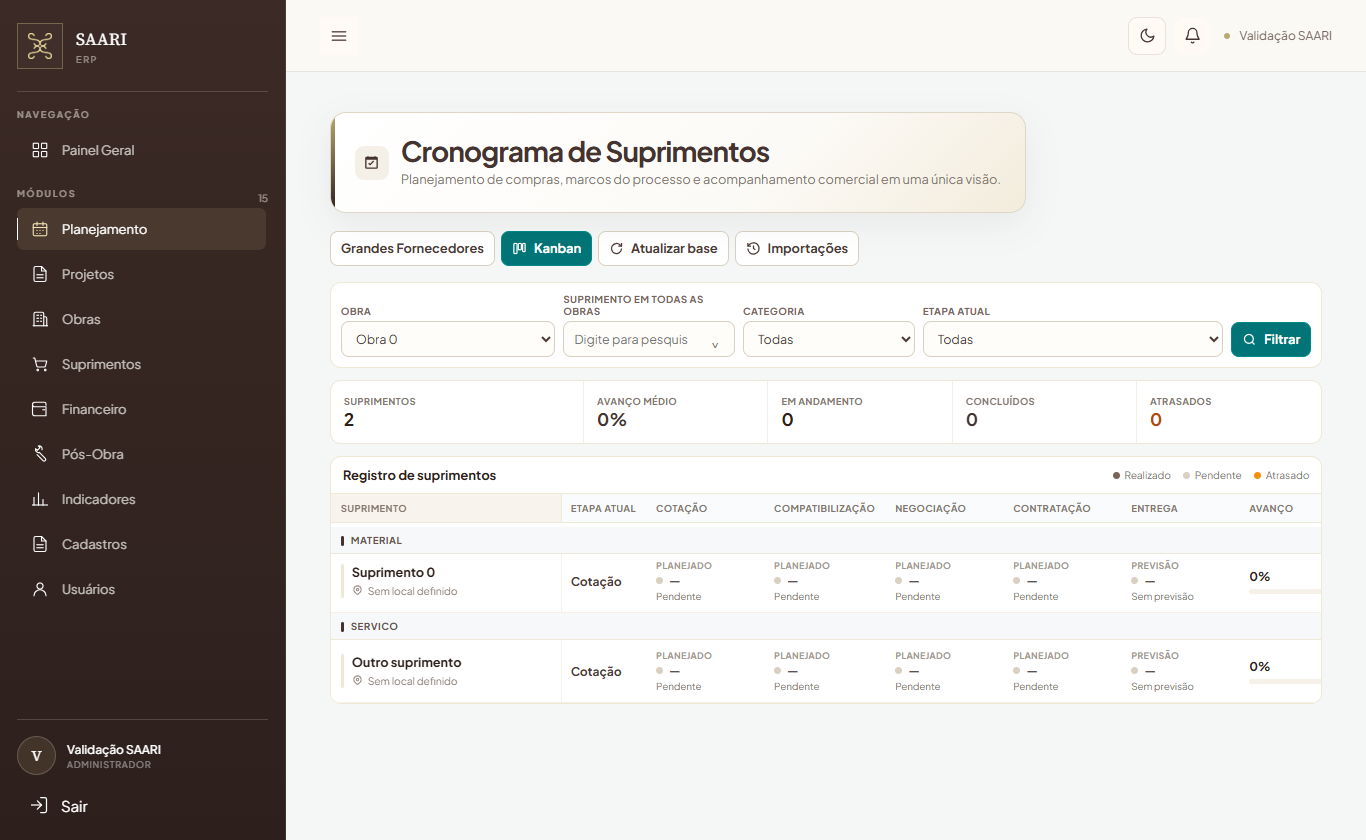 SAARI
ERP
NAVEGAÇÃO
Painel Geral
MÓDULOS 15
Planejamento
Projetos
Obras
Suprimentos
Financeiro
Pós-Obra
Indicadores
Cadastros
Usuários
V
Validação SAARI
ADMINISTRADOR
Sair
Validação SAARI
Cronograma de Suprimentos
Planejamento de compras, marcos do processo e acompanhamento comercial em uma única visão.
Grandes Fornecedores Kanban Atualizar base Importações
OBRA
SUPRIMENTO EM TODAS AS
OBRAS
CATEGORIA
ETAPA ATUAL
Obra 0 Digite para pesquis Todas Todas Filtrar
SUPRIMENTOS AVANÇO MÉDIO EM ANDAMENTO CONCLUÍDOS ATRASADOS
2 0% 0 0 0
Registro de suprimentos Realizado Pendente Atrasado
SUPRIMENTO ETAPA ATUAL COTAÇÃO COMPATIBILIZAÇÃO NEGOCIAÇÃO CONTRATAÇÃO ENTREGA AVANÇO
MATERIAL
Suprimento 0
Sem local definido
Cotação
PLANEJADO PLANEJADO PLANEJADO PLANEJADO PREVISÃO
— — — — —
Pendente Pendente Pendente Pendente Sem previsão
0%
SERVICO
Outro suprimento
Sem local definido
Cotação
PLANEJADO PLANEJADO PLANEJADO PLANEJADO PREVISÃO
— — — — —
Pendente Pendente Pendente Pendente Sem previsão
0%